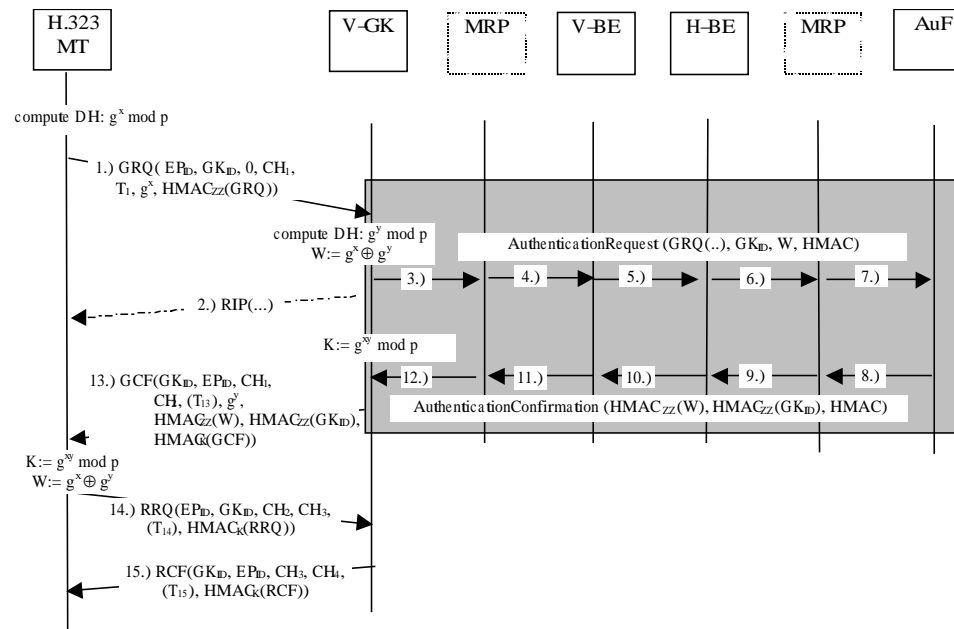 H.323
MT
V-GK
MRP
V-BE
H-BE
MRP
AuF
compute DH: g^x mod p
1.) GRQ( EP_ID, GK_ID, 0, CH_1,
T_1, g^x, HMAC_ZZ(GRQ))
compute DH: g^y mod p
W:= g^x ⊕ g^y
AuthenticationRequest (GRQ(..), GK_ID, W, HMAC)
3.)
4.)
5.)
6.)
7.)
2.) RIP(...)
K:= g^xy mod p
12.)
11.)
10.)
9.)
8.)
AuthenticationConfirmation (HMAC_ZZ(W), HMAC_ZZ(GK_ID), HMAC)
13.) GCF(GK_ID, EP_ID, CH_1,
CH, (T_13), g^y,
HMAC_ZZ(W), HMAC_ZZ(GK_ID),
HMAC_K(GCF))
K:= g^xy mod p
W:= g^x ⊕ g^y
14.) RRQ(EP_ID, GK_ID, CH_2, CH_3,
(T_14), HMAC_K(RRQ))
15.) RCF(GK_ID, EP_ID, CH_3, CH_4,
(T_15), HMAC_K(RCF))